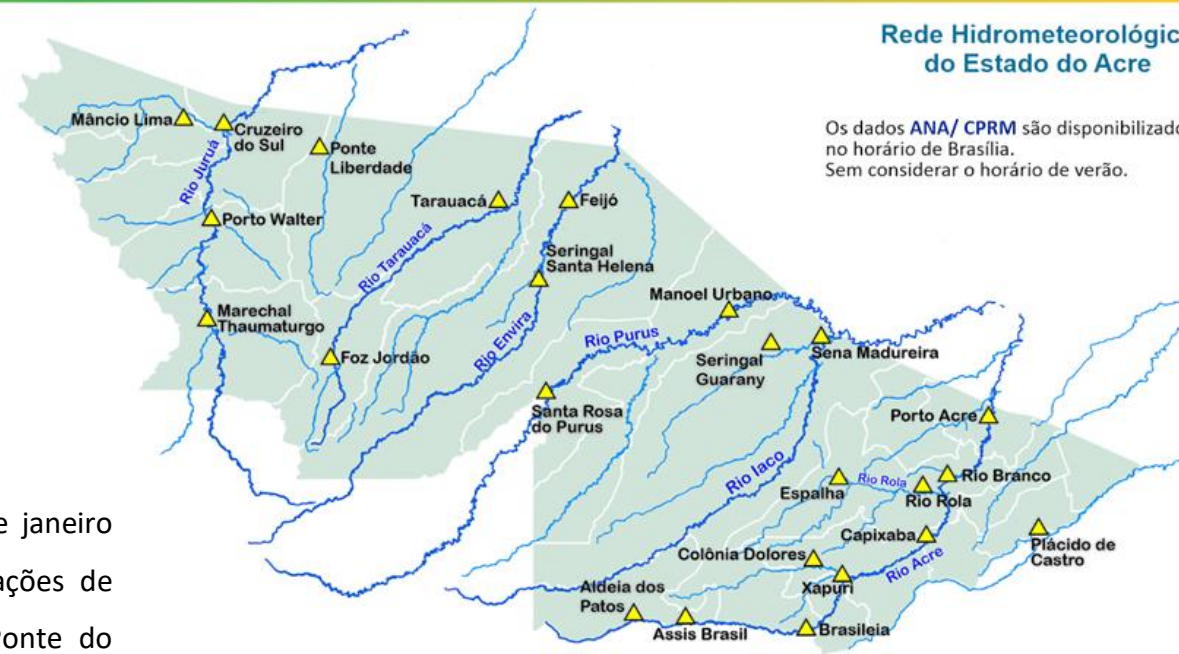 Rede Hidrometeorológic
do Estado do Acre
Os dados ANA/ CPRM são disponibilizado
no horário de Brasília.
Sem considerar o horário de verão.
Mâncio Lima
Cruzeiro
do Sul
Ponte
Liberdade
Rio Juruá
Porto Walter
Tarauacá
Feijó
Rio Tarauacá
Seringal
Santa Helena
Marechal
Thaumaturgo
Foz Jordão
Rio Envira
Manoel Urbano
Rio Purus
Seringal
Guarany
Sena Madureira
Santa Rosa
do Purus
Porto Acre
Rio Iaco
Espalha
Rio Rola
Rio Rola
Rio Branco
Capixaba
Plácido de
Castro
Colônia Dolores
Rio Acre
Xapuri
Aldeia dos
Patos
Assis Brasil
Brasileia
e janeiro
ações de
Ponte do